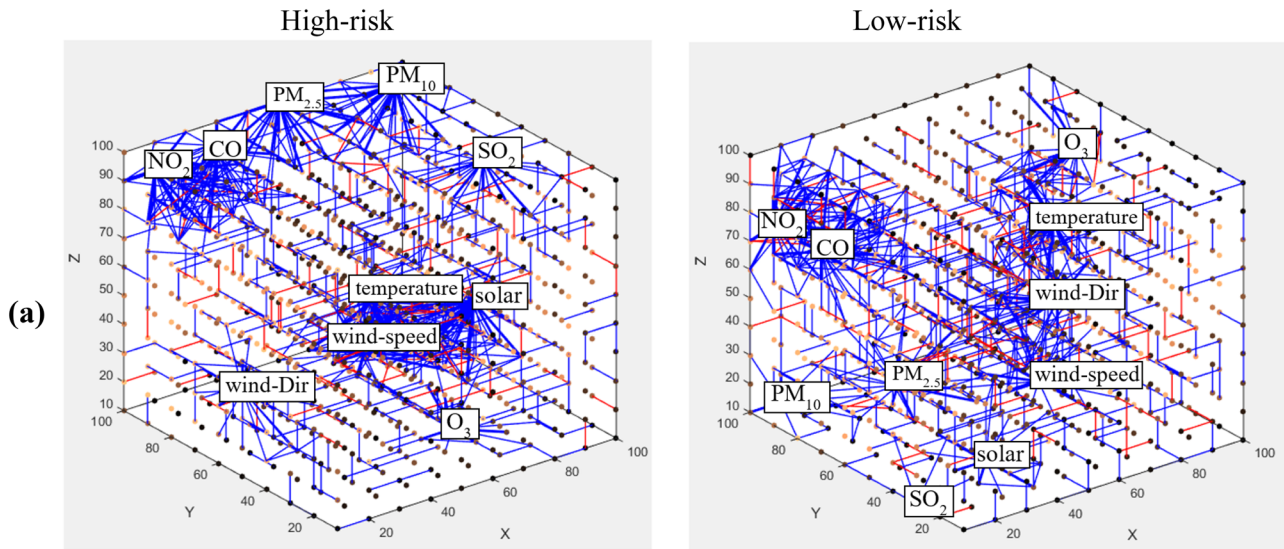 High-risk
Low-risk
(a)
PM10
PM2.5
CO
NO2
SO2
temperature
solar
wind-speed
wind-Dir
O3
100
90
80
70
60
50
40
30
20
10
Z
100
80
60
40
20
Y
20
40
60
80
100
X
O3
temperature
NO2
CO
wind-Dir
PM2.5
wind-speed
PM10
solar
SO2
100
90
80
70
60
50
40
30
20
10
Z
100
80
60
40
20
Y
20
40
60
80
100
X